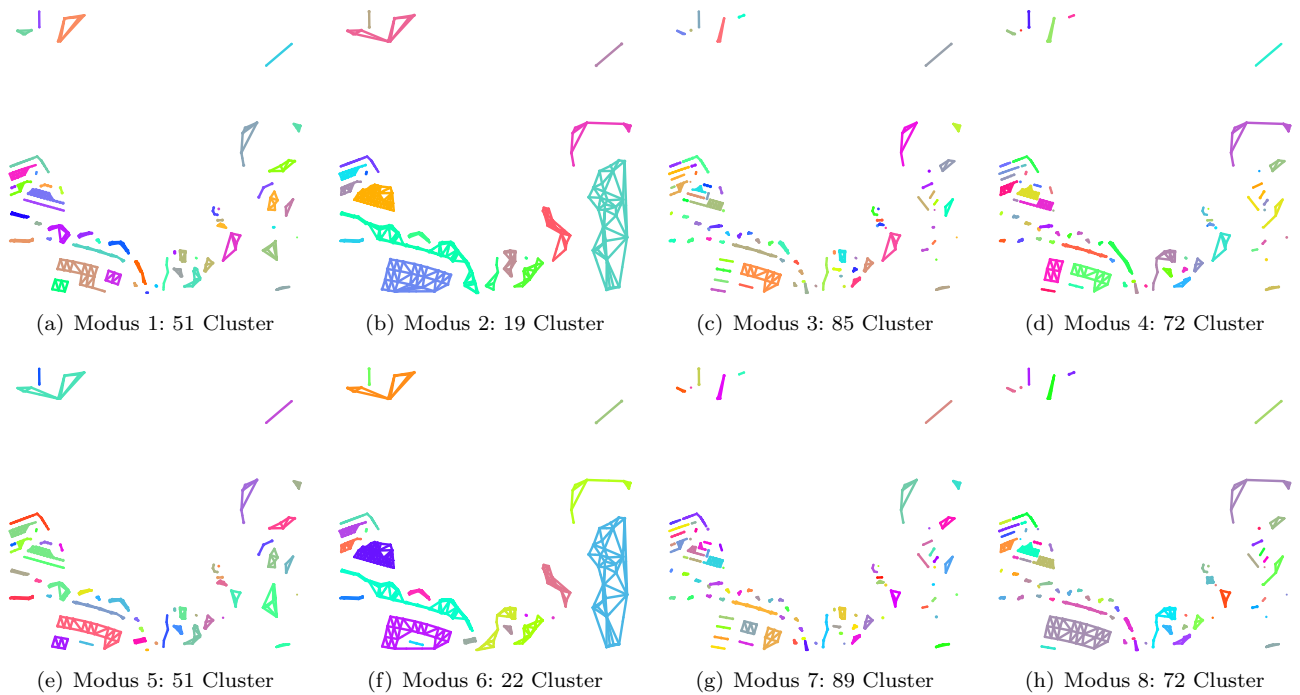 (a) Modus 1: 51 Cluster
(b) Modus 2: 19 Cluster
(c) Modus 3: 85 Cluster
(d) Modus 4: 72 Cluster
(e) Modus 5: 51 Cluster
(f) Modus 6: 22 Cluster
(g) Modus 7: 89 Cluster
(h) Modus 8: 72 Cluster